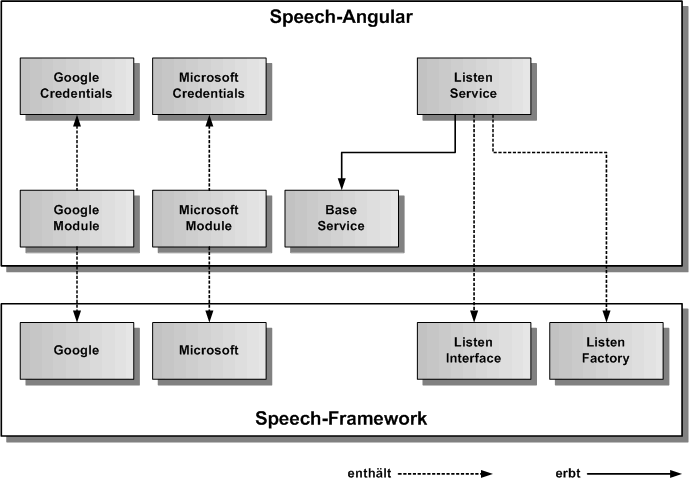 Speech-Angular
Google
Credentials
Microsoft
Credentials
Listen
Service
Google
Module
Microsoft
Module
Base
Service
Google
Microsoft
Listen
Interface
Listen
Factory
Speech-Framework
enthält
erbt